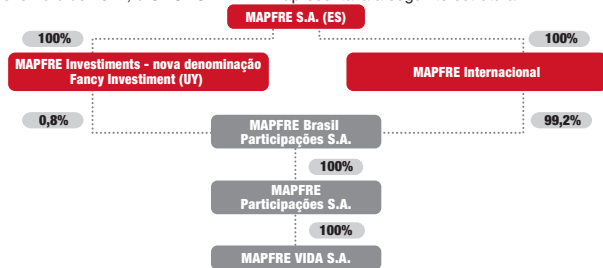 MAPFRE S.A. (ES)
100%
100%
MAPFRE Investiments - nova denominação
Fancy Investiment (UY)
MAPFRE Internacional
0,8%
99,2%
MAPFRE Brasil
Participações S.A.
100%
MAPFRE
Participações S.A.
100%
MAPFRE VIDA S.A.